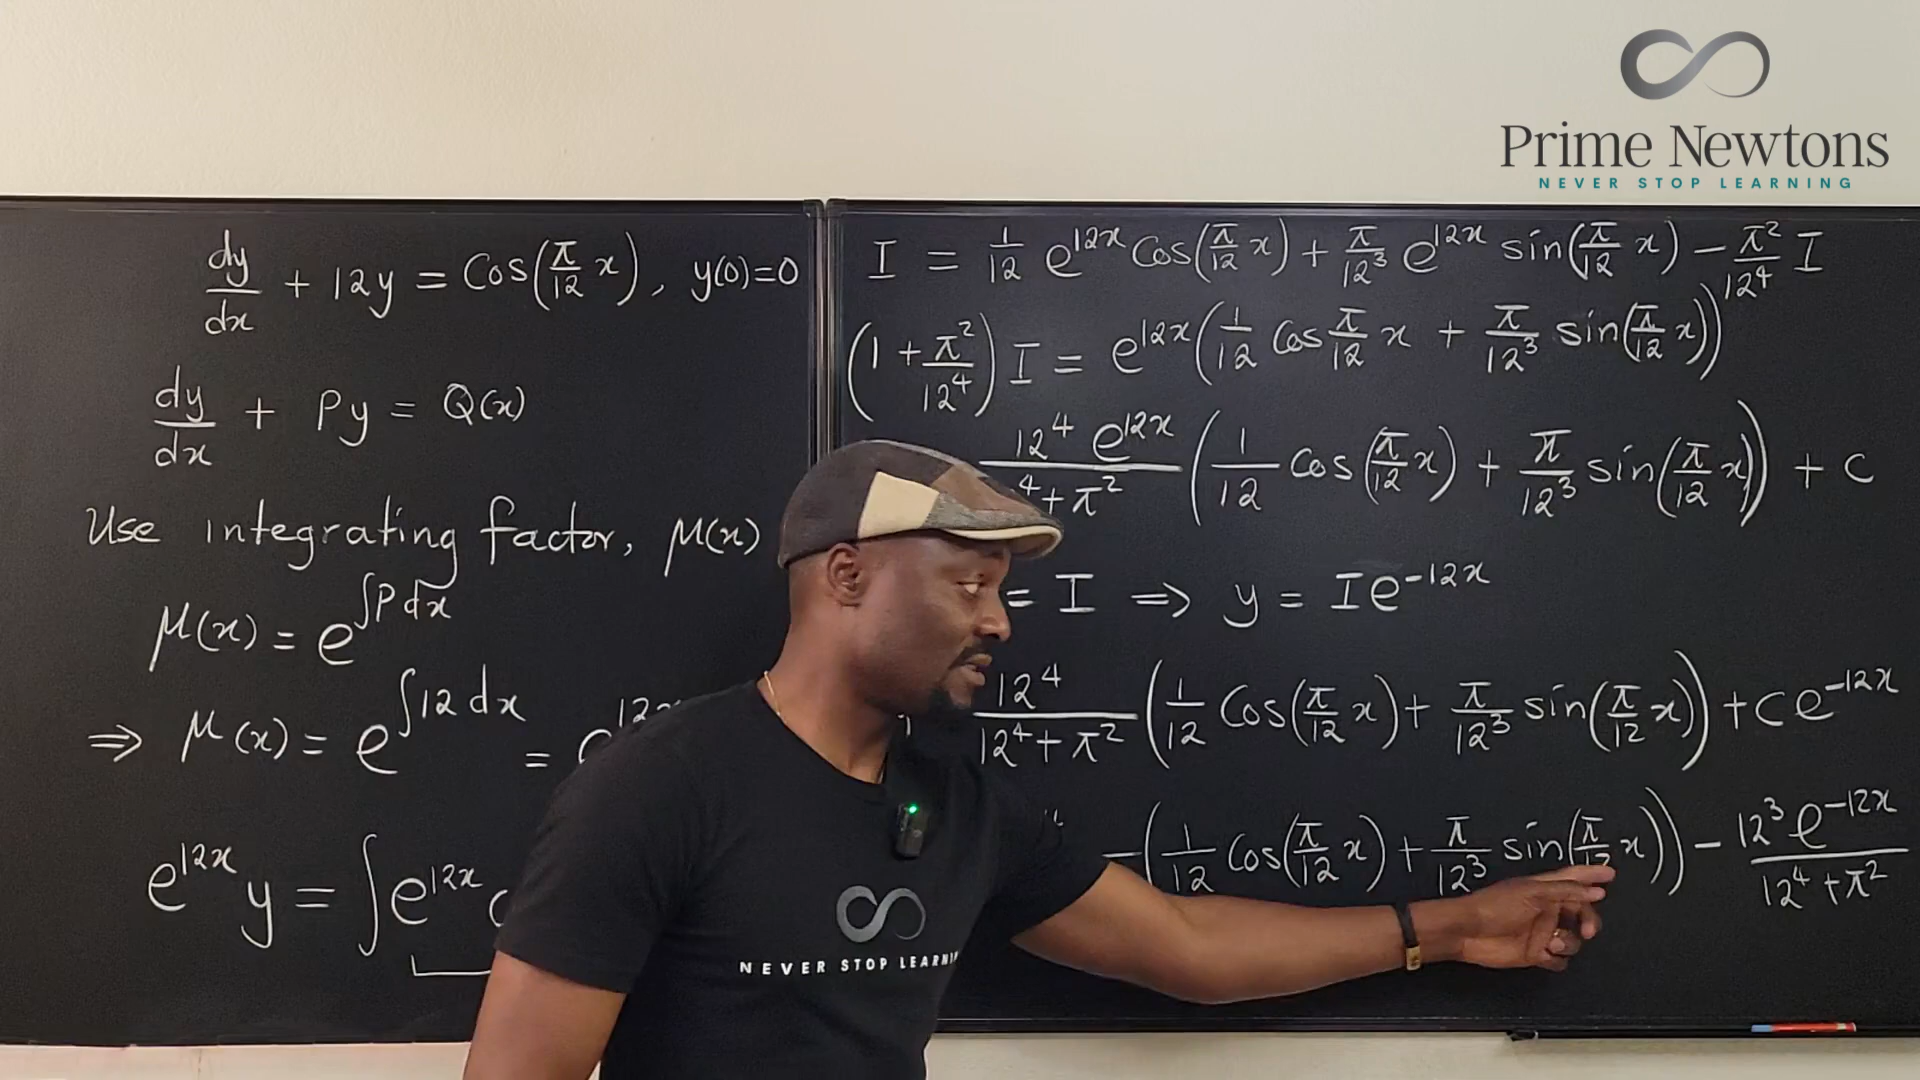 Prime Newtons
NEVER STOP LEARNING
dy/dx + 12y = Cos(π/12 x), y(0)=0
dy/dx + Py = Q(x)
Use integrating factor, μ(x)
μ(x) = e^∫P dx
⇒ μ(x) = e^∫12 dx = e^12x
e^12x y = ∫e^12x
I = 1/12 e^12x Cos(π/12 x) + π/12³ e^12x sin(π/12 x) − π²/12⁴ I
(1 + π²/12⁴) I = e^12x (1/12 Cos π/12 x + π/12³ sin(π/12 x))
12⁴ e^12x / ⁴+π² (1/12 Cos(π/12 x) + π/12³ sin(π/12 x)) + C
= I ⇒ y = Ie^−12x
12⁴/12⁴+π² (1/12 Cos(π/12 x) + π/12³ sin(π/12 x)) + Ce^−12x
(1/12 Cos(π/12 x) + π/12³ sin(π/12 x)) − 12³ e^−12x / 12⁴+π²
NEVER STOP LEARNIN